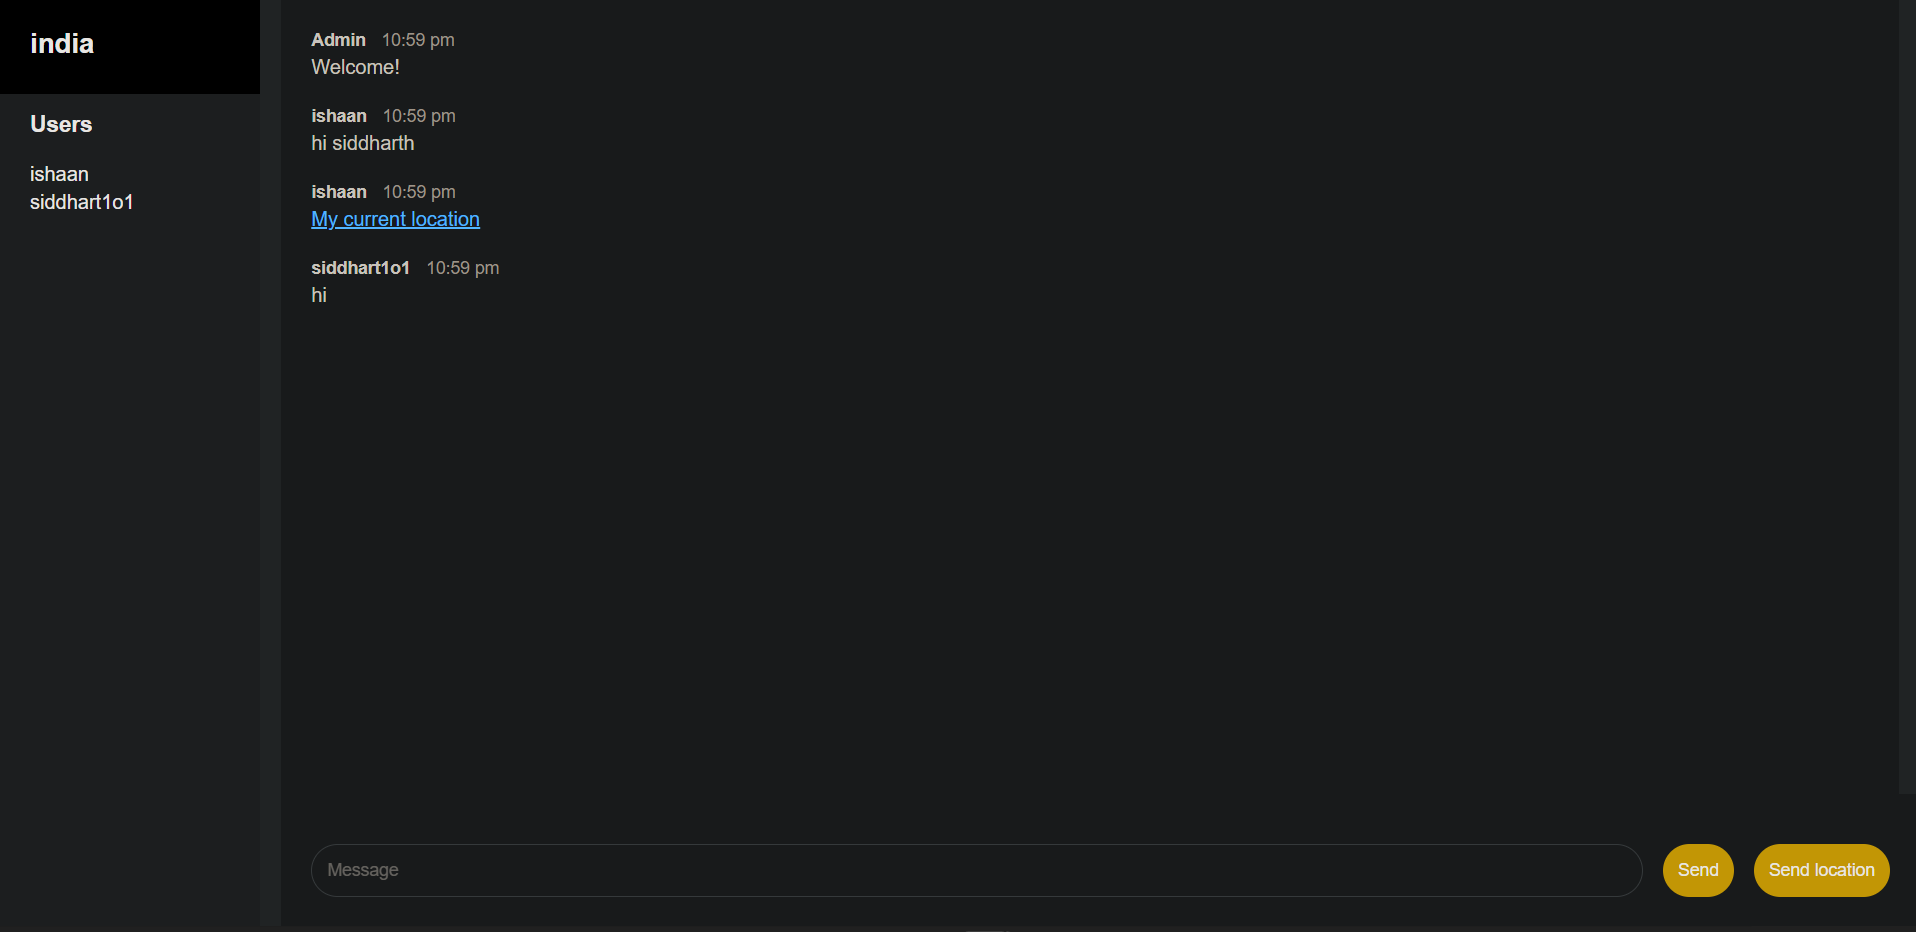 india
Users
ishaan
siddhart1o1
Admin 10:59 pm
Welcome!
ishaan 10:59 pm
hi siddharth
ishaan 10:59 pm
My current location
siddhart1o1 10:59 pm
hi
Message
Send
Send location